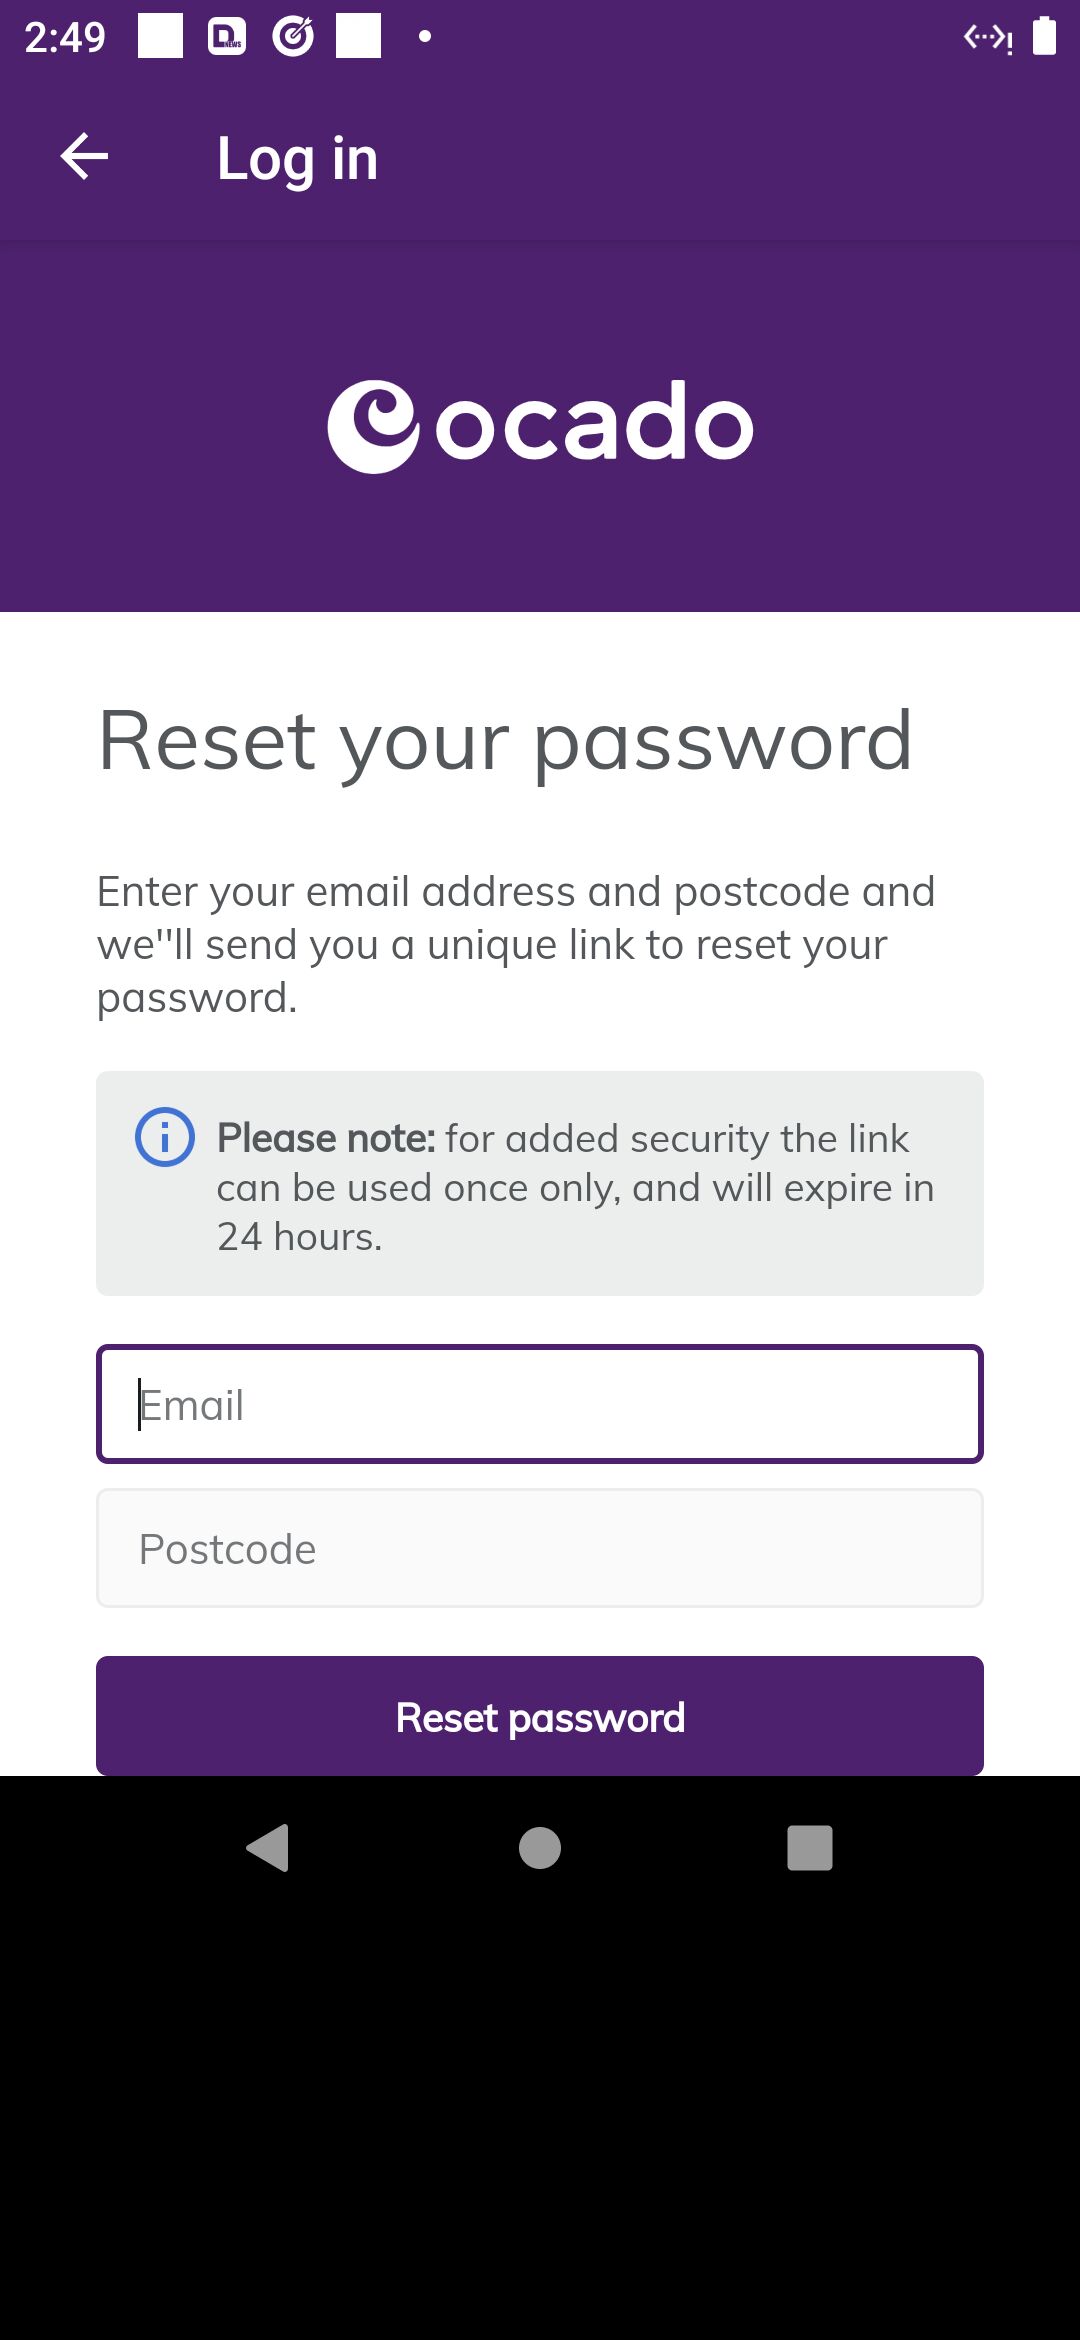 2:49
Log in
ocado
Reset your password
Enter your email address and postcode and
we"ll send you a unique link to reset your
password.
Please note: for added security the link
can be used once only, and will expire in
24 hours.
Email
Postcode
Reset password